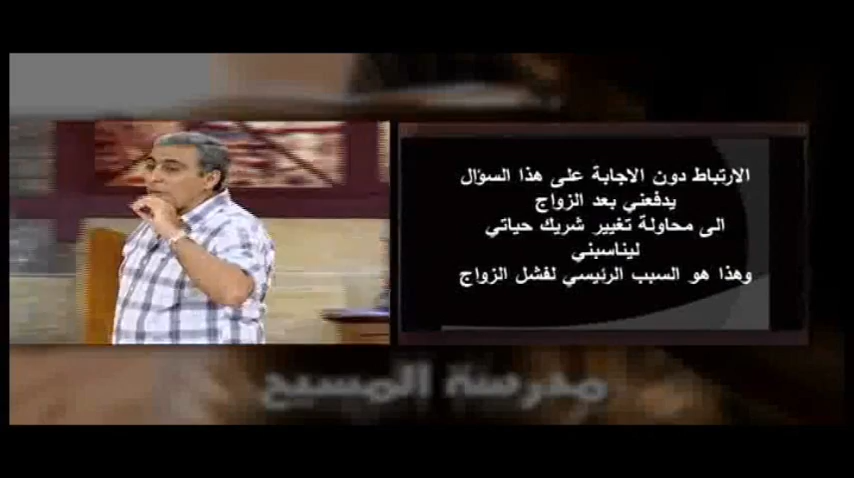 الارتباط دون الاجابة على هذا السؤال
يدفعني بعد الزواج
الى محاولة تغيير شريك حياتي
ليناسبني
وهذا هو السبب الرئيسي لفشل الزواج
مدرسة المسيح